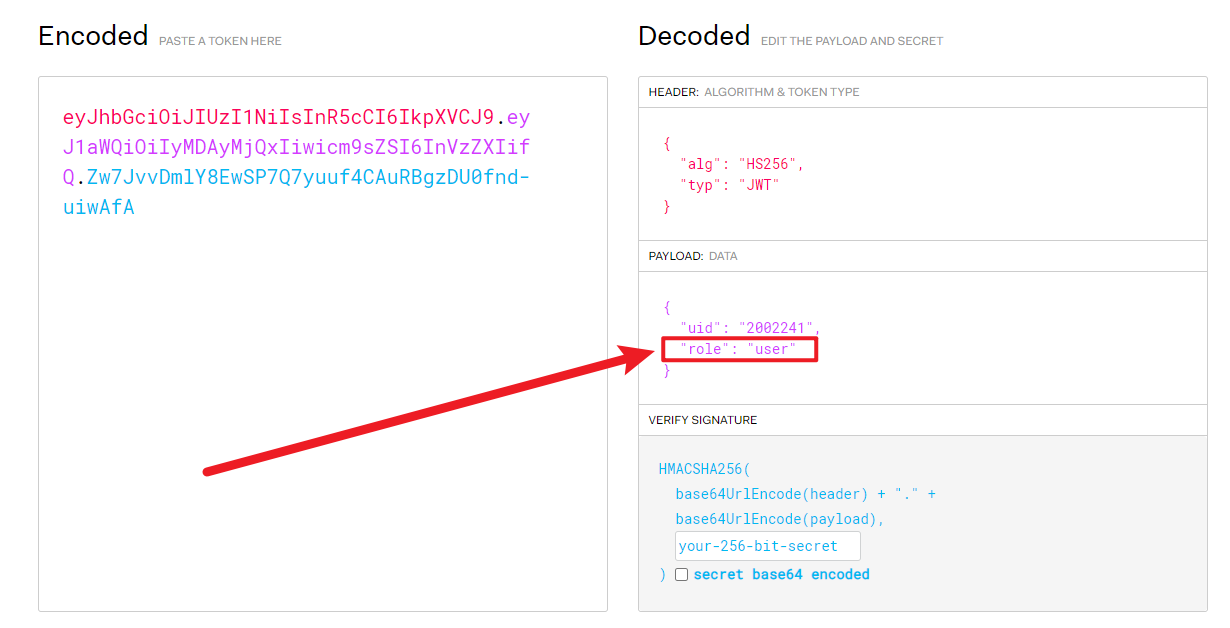 Encoded PASTE A TOKEN HERE
eyJhbGciOiJIUzI1NiIsInR5cCI6IkpXVCJ9.ey
J1aWQiOiIyMDAyMjQxIiwicm9sZSI6InVzZXIif
Q.Zw7JvvDmlY8EwSP7Q7yuuf4CAuRBgzDU0fnd-
uiwAfA
Decoded EDIT THE PAYLOAD AND SECRET
HEADER: ALGORITHM & TOKEN TYPE
{
"alg": "HS256",
"typ": "JWT"
}
PAYLOAD: DATA
{
"uid": "2002241",
"role": "user"
}
VERIFY SIGNATURE
HMACSHA256(
base64UrlEncode(header) + "." +
base64UrlEncode(payload),
your-256-bit-secret
) secret base64 encoded